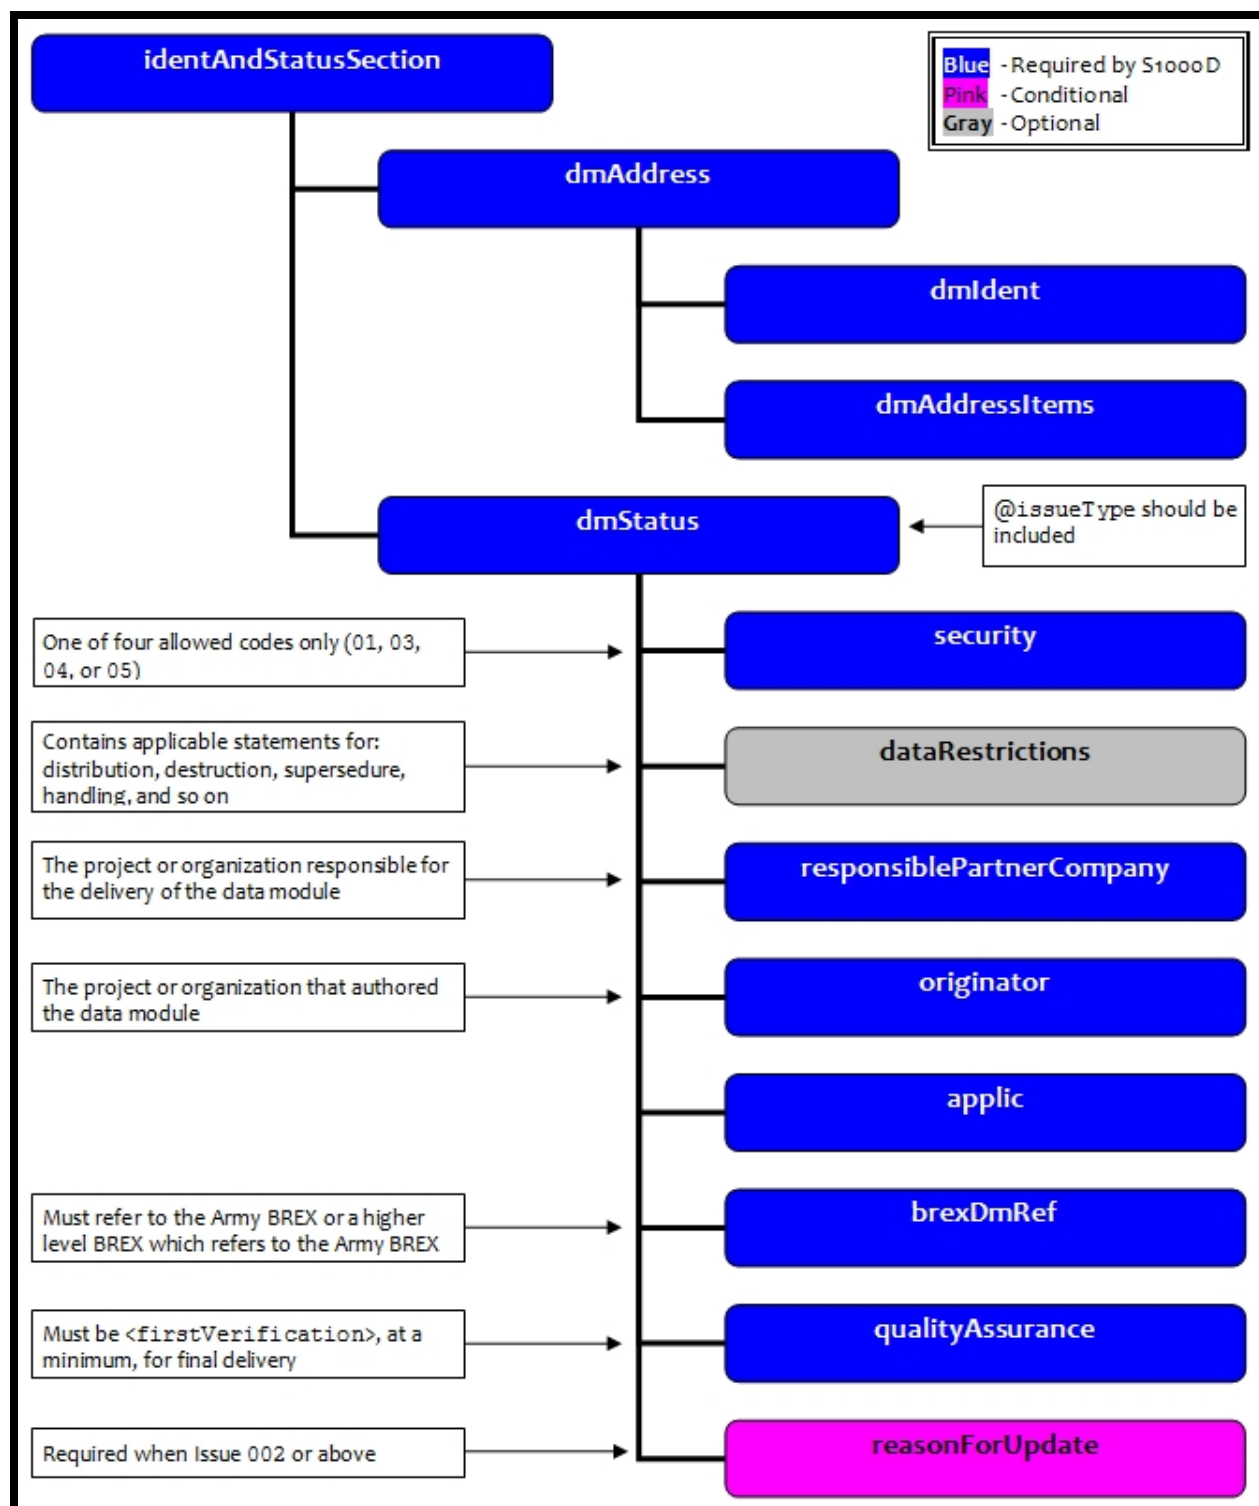 identAndStatusSection
Blue - Required by S1000D
Pink - Conditional
Gray - Optional
dmAddress
dmIdent
dmAddressItems
dmStatus
@issueType should be
included
One of four allowed codes only (01, 03,
04, or 05)
security
Contains applicable statements for:
distribution, destruction, supersedure,
handling, and so on
dataRestrictions
The project or organization responsible for
the delivery of the data module
responsiblePartnerCompany
The project or organization that authored
the data module
originator
applic
Must refer to the Army BREX or a higher
level BREX which refers to the Army BREX
brexDmRef
Must be <firstVerification>, at a
minimum, for final delivery
qualityAssurance
Required when Issue 002 or above
reasonForUpdate